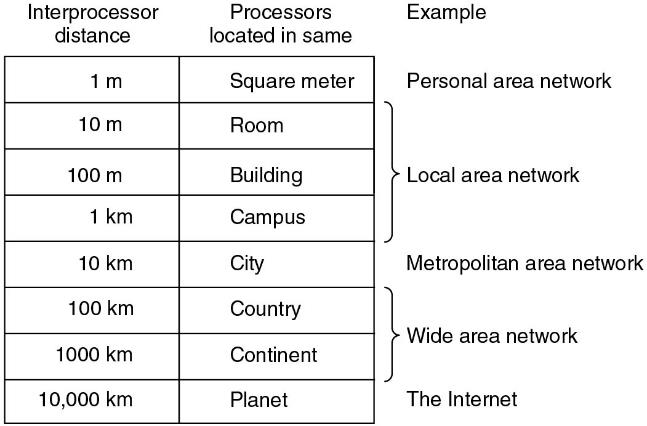 Interprocessor distance Processors located in same Example
1 m Square meter Personal area network
10 m Room
100 m Building Local area network
1 km Campus
10 km City Metropolitan area network
100 km Country
Wide area network
1000 km Continent
10,000 km Planet The Internet